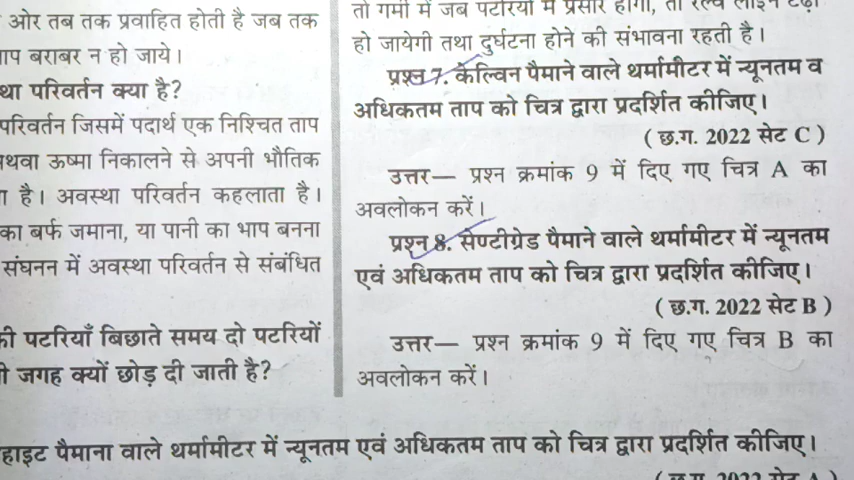 ओर तब तक प्रवाहित होती है जब तक
ाप बराबर न हो जाये।
था परिवर्तन क्या है?
परिवर्तन जिसमें पदार्थ एक निश्चित ताप
थवा ऊष्मा निकालने से अपनी भौतिक
ा है। अवस्था परिवर्तन कहलाता है।
का बर्फ जमाना, या पानी का भाप बनना
संघनन में अवस्था परिवर्तन से संबंधित
की पटरियाँ बिछाते समय दो पटरियों
ी जगह क्यों छोड़ दी जाती है?
तो गर्मी में जब पटरियों में प्रसार होगा, तो रेल्वे लाइन टेढ़ी
हो जायेगी तथा दुर्घटना होने की संभावना रहती है।
प्रश्न 7. केल्विन पैमाने वाले थर्मामीटर में न्यूनतम व
अधिकतम ताप को चित्र द्वारा प्रदर्शित कीजिए।
( छ.ग. 2022 सेट C )
उत्तर— प्रश्न क्रमांक 9 में दिए गए चित्र A का
अवलोकन करें।
प्रश्न 8. सेण्टीग्रेड पैमाने वाले थर्मामीटर में न्यूनतम
एवं अधिकतम ताप को चित्र द्वारा प्रदर्शित कीजिए।
( छ.ग. 2022 सेट B )
उत्तर— प्रश्न क्रमांक 9 में दिए गए चित्र B का
अवलोकन करें।
हाइट पैमाना वाले थर्मामीटर में न्यूनतम एवं अधिकतम ताप को चित्र द्वारा प्रदर्शित कीजिए।
( छ.ग. 2022 सेट A )